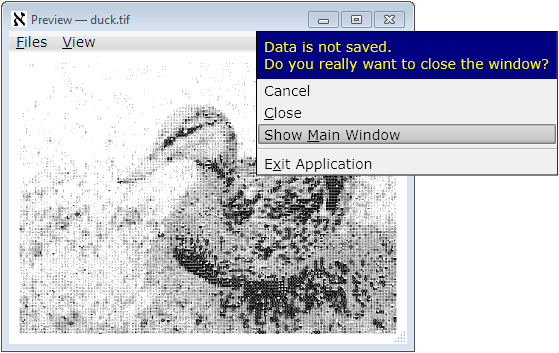 ℵ Preview — duck.tif
Files View
Data is not saved.
Do you really want to close the window?
Cancel
Close
Show Main Window
Exit Application